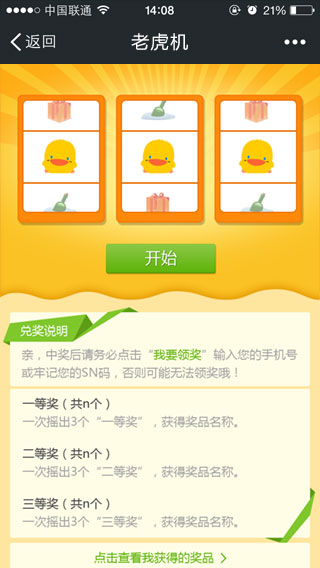 中国联通 14:08 21%
返回 老虎机
开始
兑奖说明
亲，中奖后请务必点击“我要领奖”输入您的手机号
或牢记您的SN码，否则可能无法领奖哦！
一等奖（共n个）
一次摇出3个“一等奖”，获得奖品名称。
二等奖（共n个）
一次摇出3个“二等奖”，获得奖品名称。
三等奖（共n个）
一次摇出3个“三等奖”，获得奖品名称。
点击查看我获得的奖品